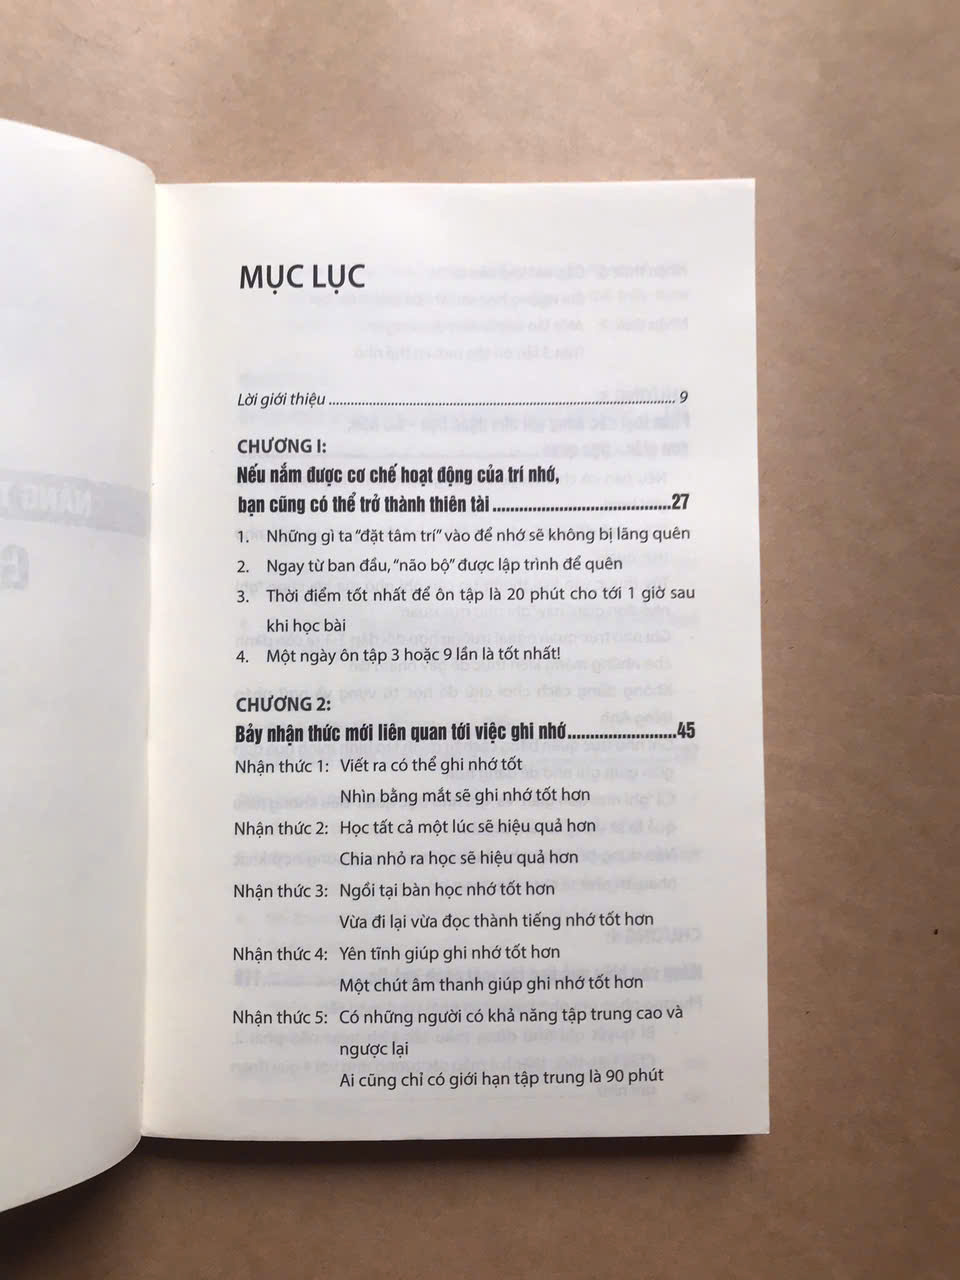 MỤC LỤC
Lời giới thiệu ........................................................................ 9
CHƯƠNG I:
Nếu nắm được cơ chế hoạt động của trí nhớ,
bạn cũng có thể trở thành thiên tài .......................................27
1. Những gì ta “đặt tâm trí” vào để nhớ sẽ không bị lãng quên
2. Ngay từ ban đầu, “não bộ” được lập trình để quên
3. Thời điểm tốt nhất để ôn tập là 20 phút cho tới 1 giờ sau
khi học bài
4. Một ngày ôn tập 3 hoặc 9 lần là tốt nhất!
CHƯƠNG 2:
Bảy nhận thức mới liên quan tới việc ghi nhớ........................45
Nhận thức 1: Viết ra có thể ghi nhớ tốt
Nhìn bằng mắt sẽ ghi nhớ tốt hơn
Nhận thức 2: Học tất cả một lúc sẽ hiệu quả hơn
Chia nhỏ ra học sẽ hiệu quả hơn
Nhận thức 3: Ngồi tại bàn học nhớ tốt hơn
Vừa đi lại vừa đọc thành tiếng nhớ tốt hơn
Nhận thức 4: Yên tĩnh giúp ghi nhớ tốt hơn
Một chút âm thanh giúp ghi nhớ tốt hơn
Nhận thức 5: Có những người có khả năng tập trung cao và
ngược lại
Ai cũng chỉ có giới hạn tập trung là 90 phút